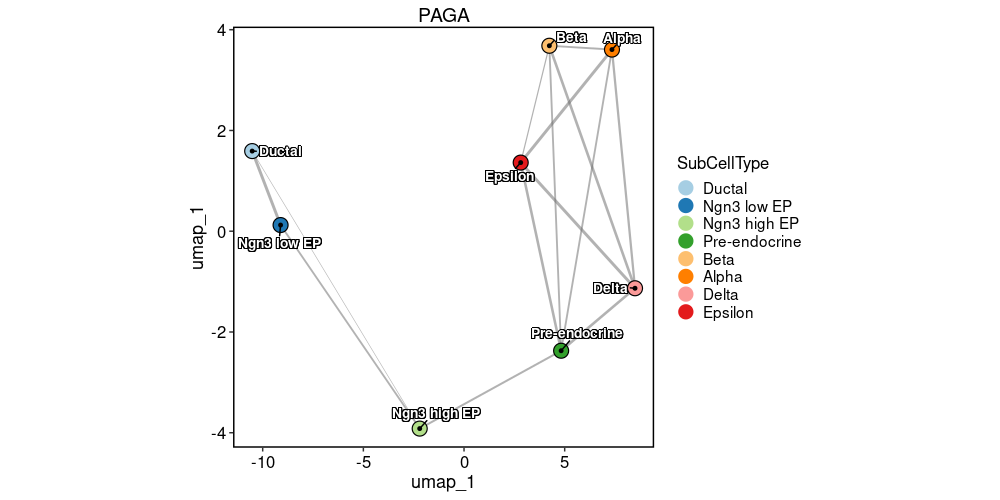 PAGA
4
2
0
-2
-4
umap_1
Beta
Alpha
Ductal
Epsilon
Ngn3 low EP
Delta
Pre-endocrine
Ngn3 high EP
-10
-5
0
5
umap_1
SubCellType
Ductal
Ngn3 low EP
Ngn3 high EP
Pre-endocrine
Beta
Alpha
Delta
Epsilon